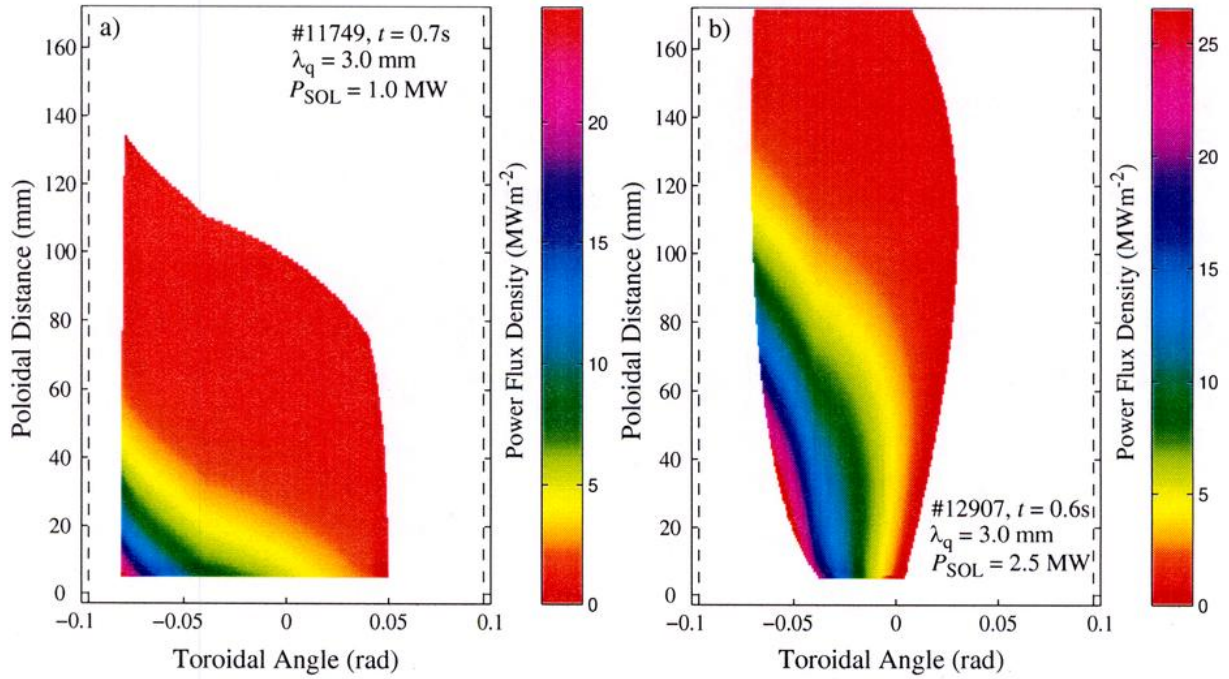 a)
#11749, t = 0.7s
λq = 3.0 mm
PSOL = 1.0 MW
160
140
120
100
80
60
40
20
0
Poloidal Distance (mm)
−0.1
−0.05
0
0.05
0.1
Toroidal Angle (rad)
20
15
10
5
0
Power Flux Density (MWm-2)
b)
#12907, t = 0.6s
λq = 3.0 mm
PSOL = 2.5 MW
160
140
120
100
80
60
40
20
0
Poloidal Distance (mm)
−0.1
−0.05
0
0.05
0.1
Toroidal Angle (rad)
25
20
15
10
5
0
Power Flux Density (MWm-2)